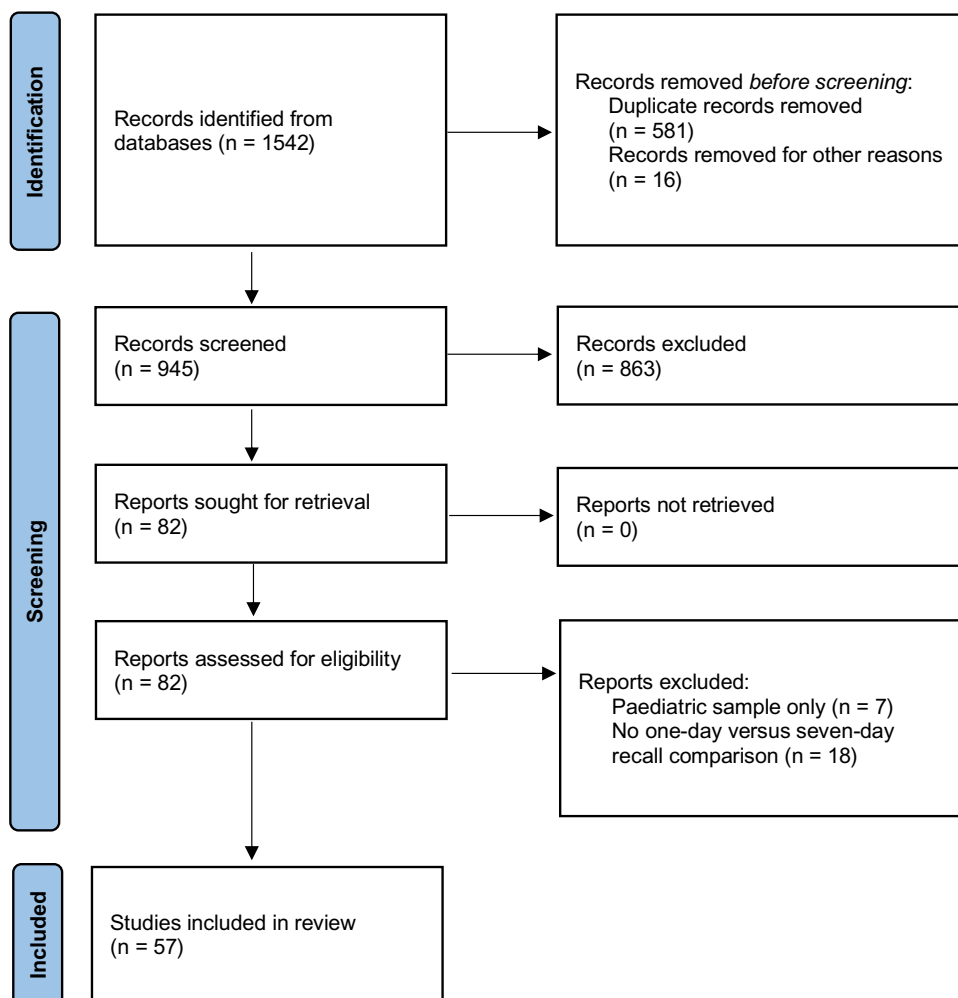 Identification
Records identified from
databases (n = 1542)
Records removed before screening:
Duplicate records removed
(n = 581)
Records removed for other reasons
(n = 16)
Screening
Records screened
(n = 945)
Records excluded
(n = 863)
Reports sought for retrieval
(n = 82)
Reports not retrieved
(n = 0)
Reports assessed for eligibility
(n = 82)
Reports excluded:
Paediatric sample only (n = 7)
No one-day versus seven-day
recall comparison (n = 18)
Included
Studies included in review
(n = 57)